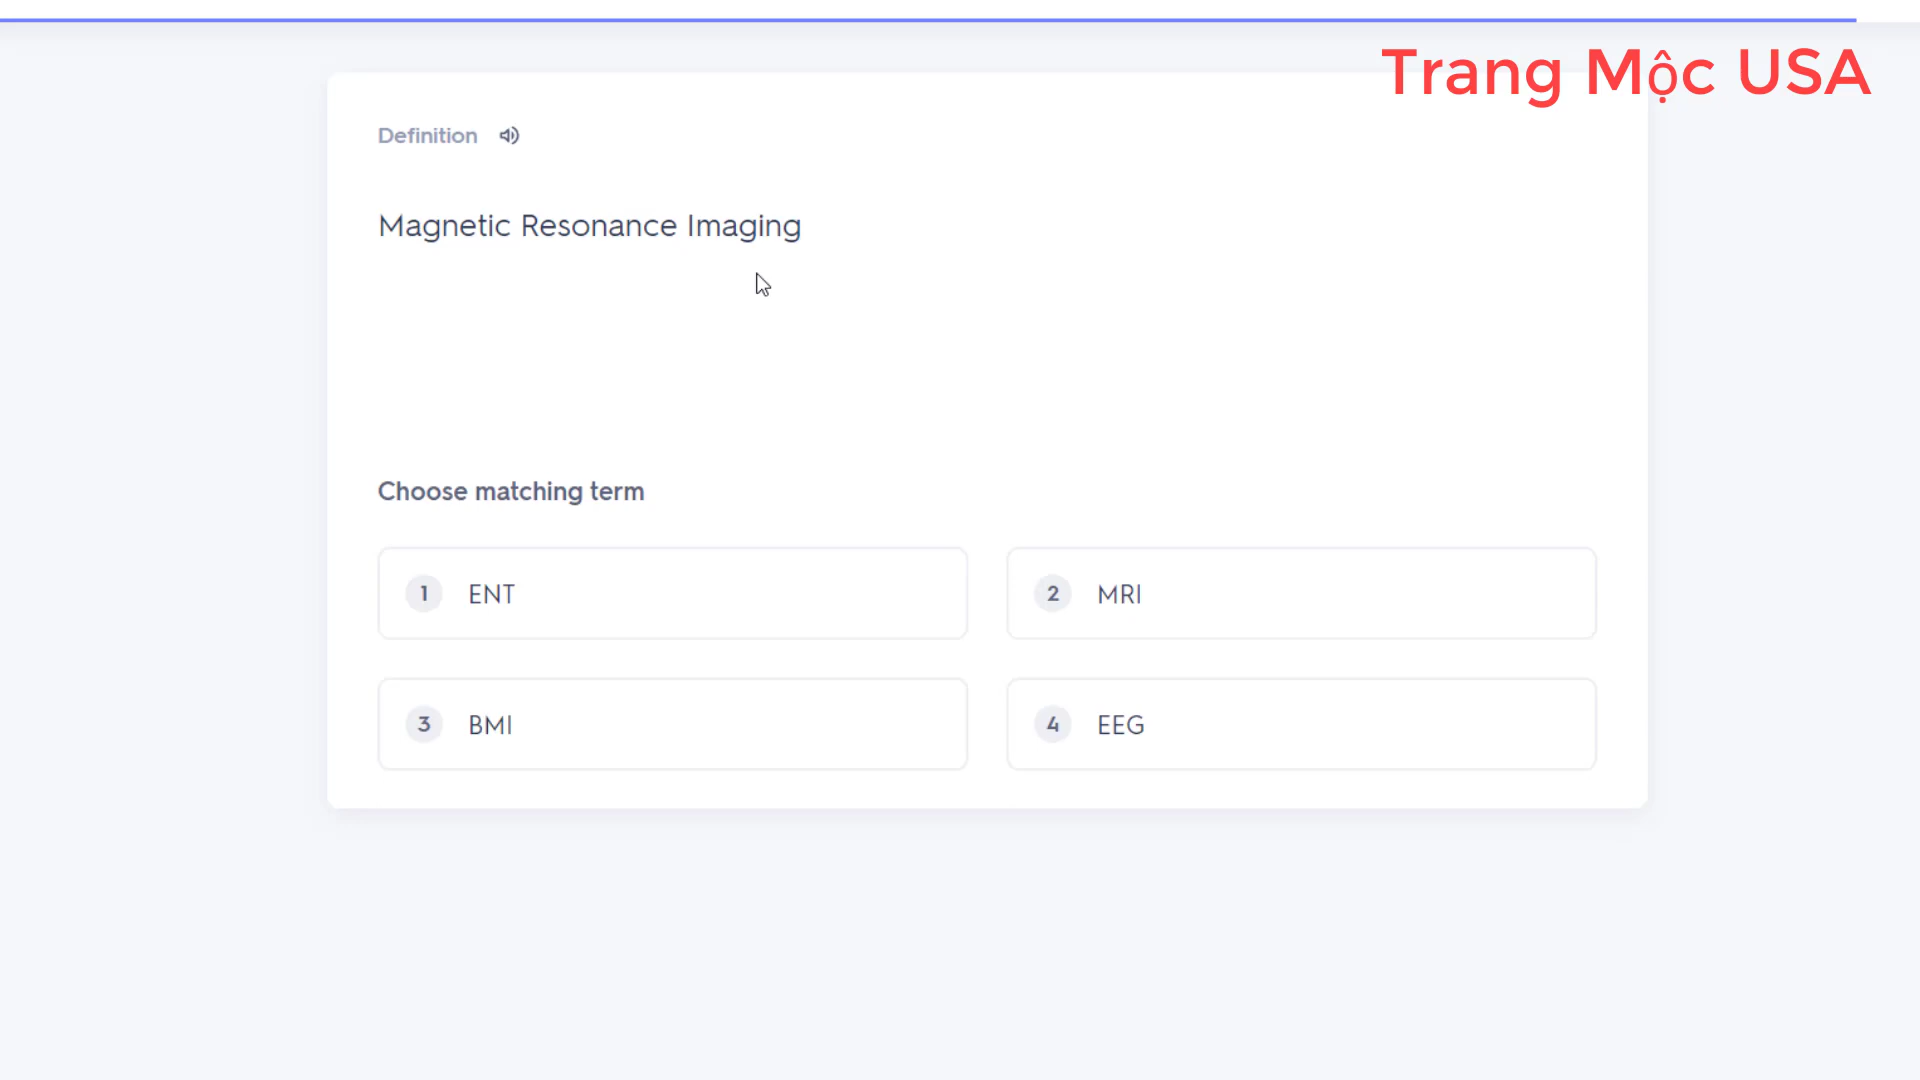 Trang Mộc USA
Definition
Magnetic Resonance Imaging
Choose matching term
1 ENT
2 MRI
3 BMI
4 EEG